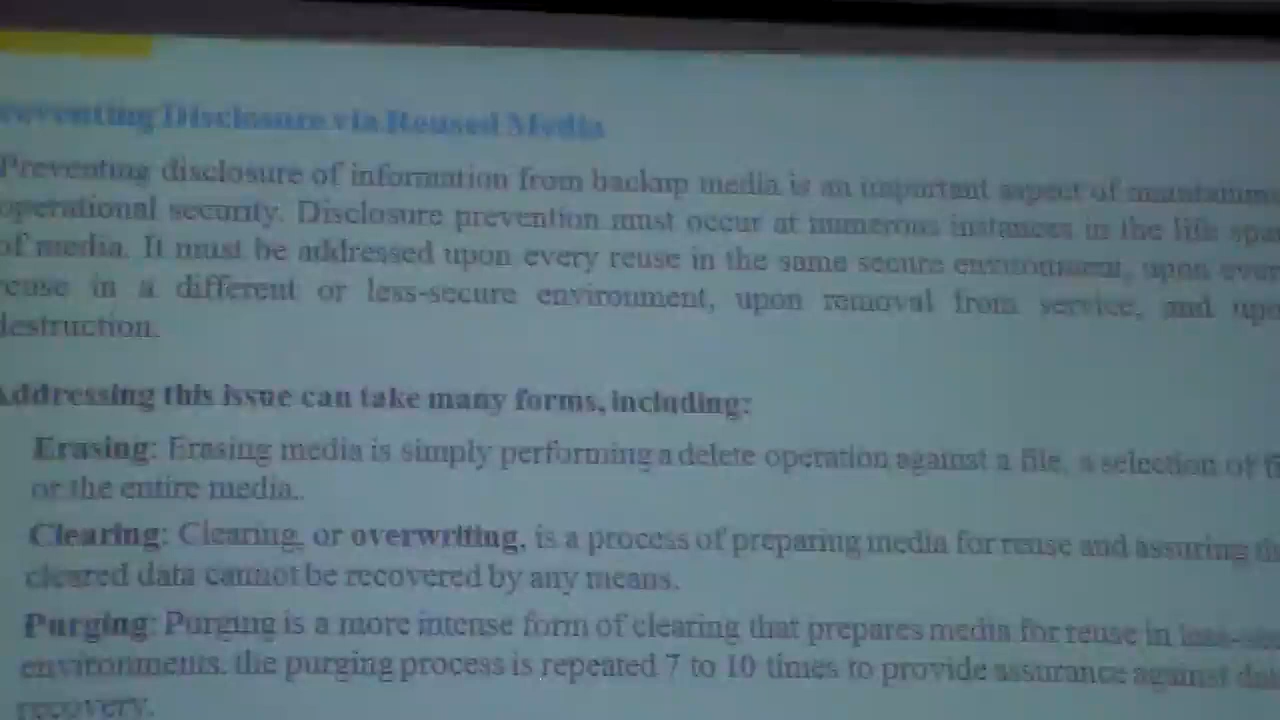 Preventing Disclosure via Reused Media
Preventing disclosure of information from backup media is an important aspect of
operational security. Disclosure prevention must occur at numerous instances in the life
of media. It must be addressed upon every reuse in the same secure environment, upon
in a different or less-secure environment, upon removal from service, and
destruction.
Addressing this issue can take many forms, including:
Erasing: Erasing media is simply performing a delete operation against a file, a selection of
or the entire media..
Clearing: Clearing, or overwriting, is a process of preparing media for reuse and assuring
cleared data cannot be recovered by any means.
Purging: Purging is a more intense form of clearing that prepares media for reuse in
environments. the purging process is repeated 7 to 10 times to provide assurance against
recovery.